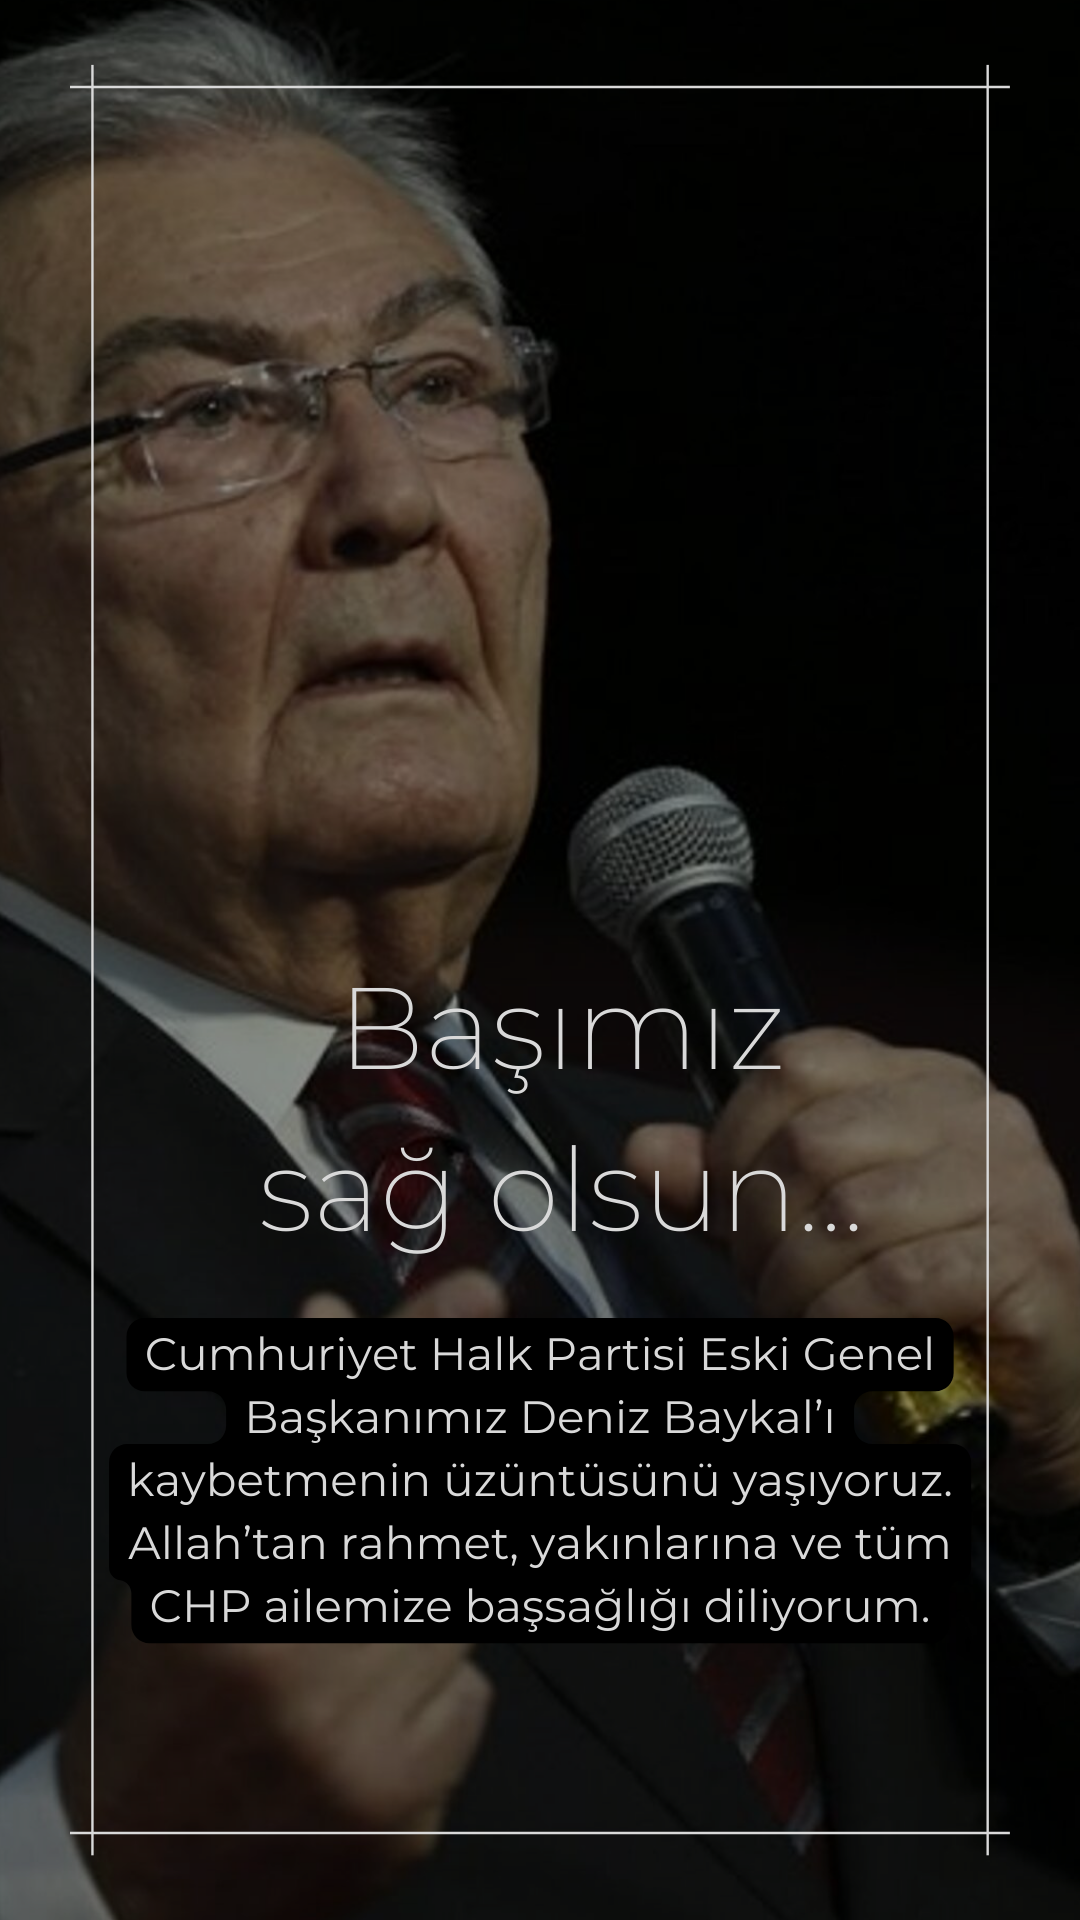 Başımız
sağ olsun...
Cumhuriyet Halk Partisi Eski Genel
Başkanımız Deniz Baykal’ı
kaybetmenin üzüntüsünü yaşıyoruz.
Allah’tan rahmet, yakınlarına ve tüm
CHP ailemize başsağlığı diliyorum.